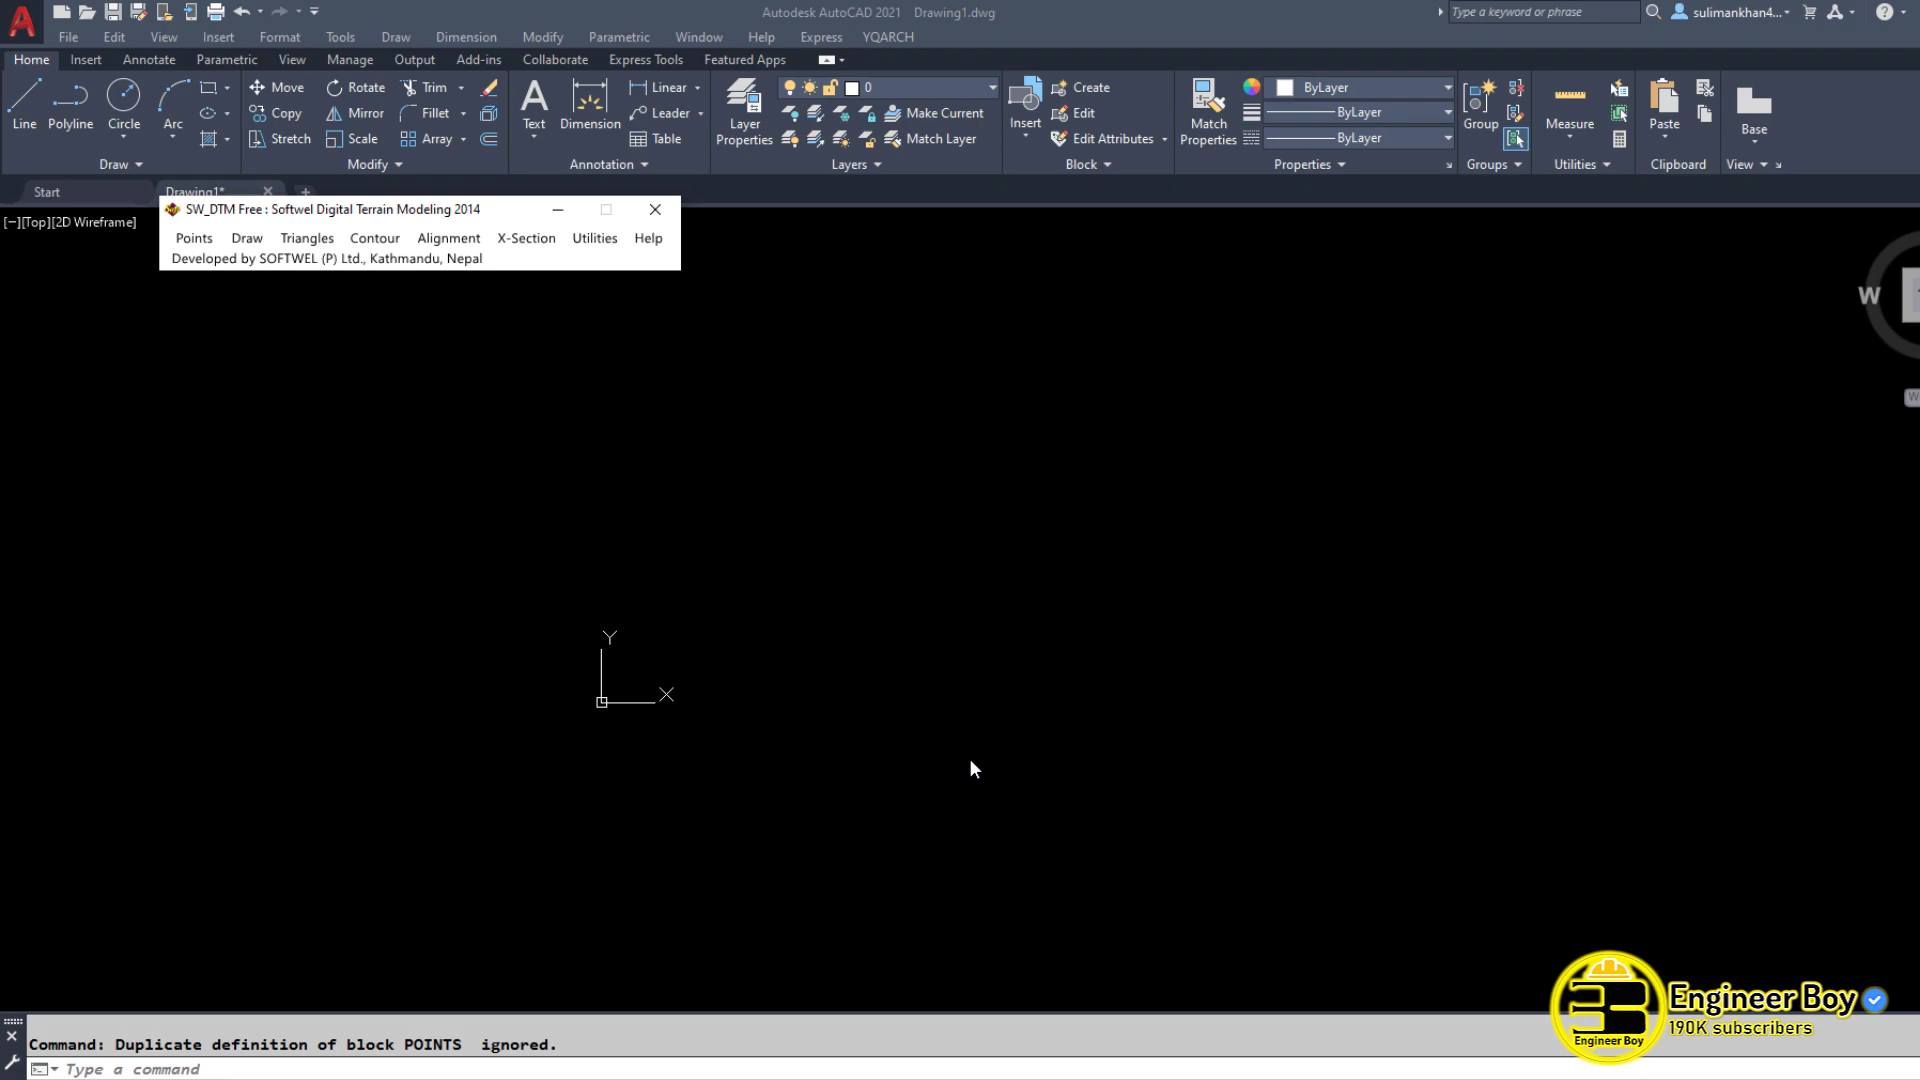 Autodesk AutoCAD 2021 Drawing1.dwg
Type a keyword or phrase
sulimankhan4...
File Edit View Insert Format Tools Draw Dimension Modify Parametric Window Help Express YQARCH
Home Insert Annotate Parametric View Manage Output Add-ins Collaborate Express Tools Featured Apps
Line Polyline Circle Arc
Move Rotate Trim
Copy Mirror Fillet
Stretch Scale Array
Text Dimension
Linear
Leader
Table
Layer Properties
0
Make Current
Match Layer
Insert
Create
Edit
Edit Attributes
Match Properties
ByLayer
ByLayer
ByLayer
Group
Measure
Paste
Base
Draw Modify Annotation Layers Block Properties Groups Utilities Clipboard View
Start Drawing1*
[−][Top][2D Wireframe]
SW_DTM Free : Softwel Digital Terrain Modeling 2014
Points Draw Triangles Contour Alignment X-Section Utilities Help
Developed by SOFTWEL (P) Ltd., Kathmandu, Nepal
W
W
Y
X
Engineer Boy
190K subscribers
Engineer Boy
Command: Duplicate definition of block POINTS  ignored.
Type a command